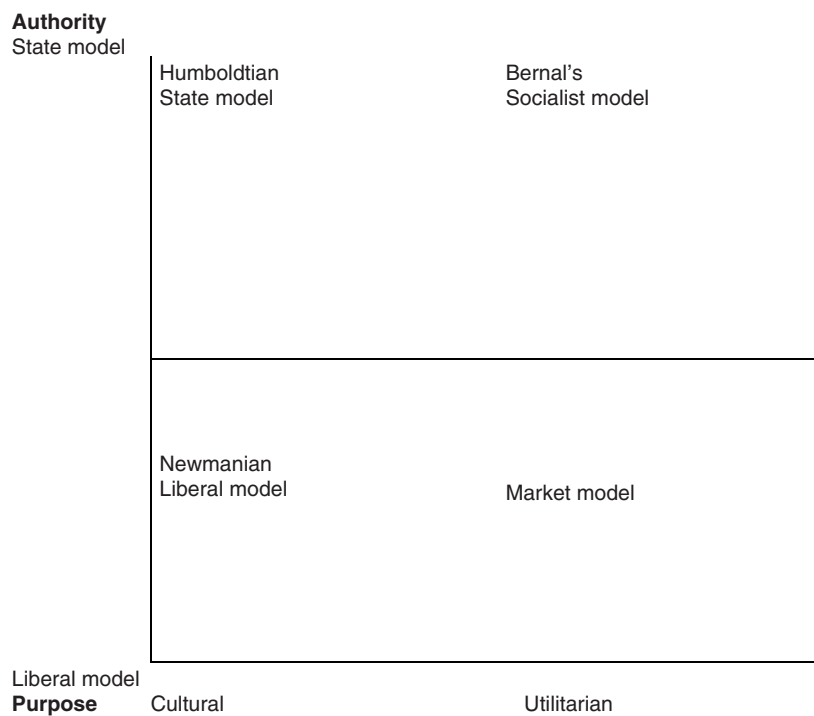 Authority
State model
Humboldtian
State model
Bernal's
Socialist model
Newmanian
Liberal model
Market model
Liberal model
Purpose Cultural Utilitarian